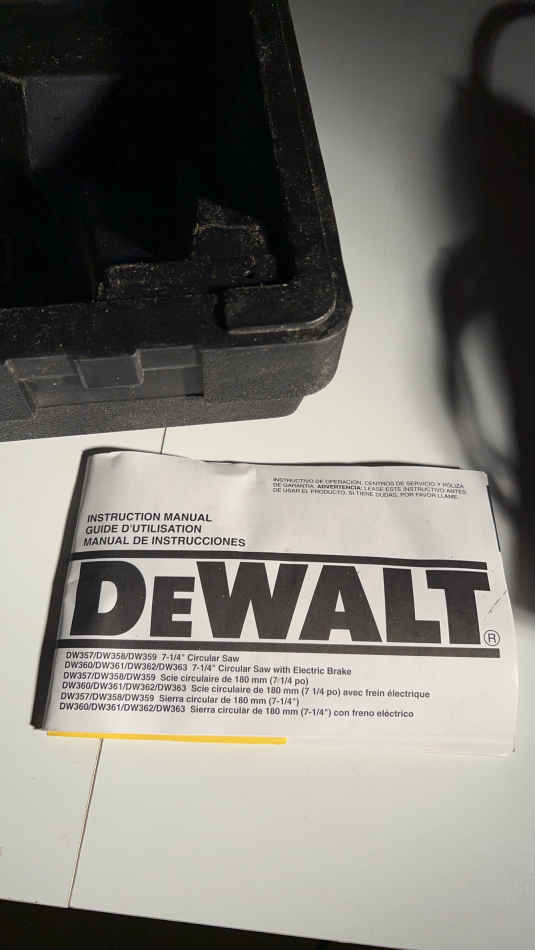 INSTRUCTIVO DE OPERACIÓN, CENTROS DE SERVICIO Y PÓLIZA
DE GARANTÍA. ADVERTENCIA: LÉASE ESTE INSTRUCTIVO ANTES
DE USAR EL PRODUCTO. SI TIENE DUDAS, POR FAVOR LLAME.
INSTRUCTION MANUAL
GUIDE D'UTILISATION
MANUAL DE INSTRUCCIONES
DEWALT®
DW357/DW358/DW359 7-1/4" Circular Saw
DW360/DW361/DW362/DW363 7-1/4" Circular Saw with Electric Brake
DW357/DW358/DW359 Scie circulaire de 180 mm (7 1/4 po)
DW360/DW361/DW362/DW363 Scie circulaire de 180 mm (7 1/4 po) avec frein électrique
DW357/DW358/DW359 Sierra circular de 180 mm (7-1/4")
DW360/DW361/DW362/DW363 Sierra circular de 180 mm (7-1/4") con freno eléctrico